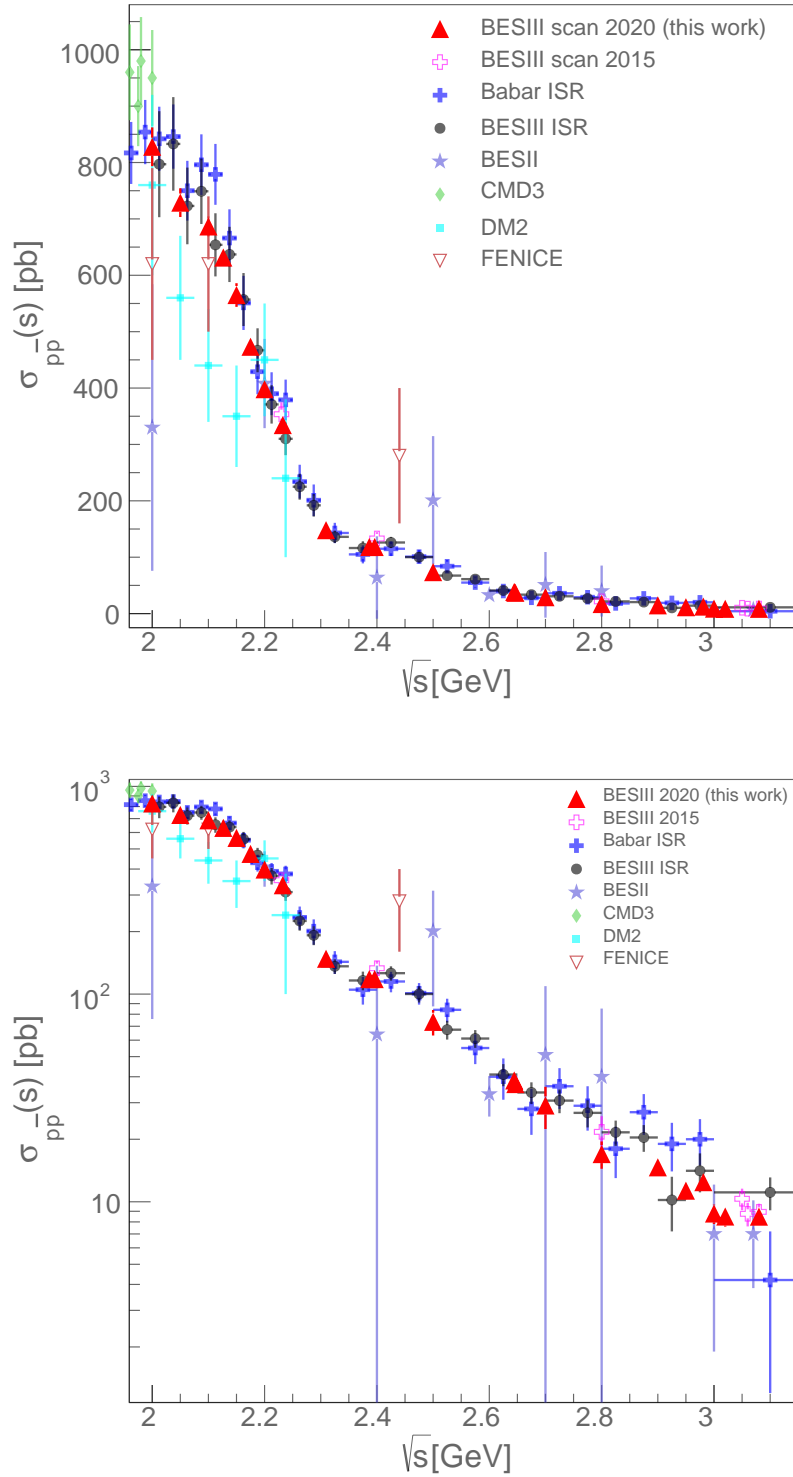 BESIII scan 2020 (this work)
BESIII scan 2015
Babar ISR
BESIII ISR
BESII
CMD3
DM2
FENICE
1000
800
600
400
200
0
σpp̅(s) [pb]
2 2.2 2.4 2.6 2.8 3
√s[GeV]
BESIII 2020 (this work)
BESIII 2015
Babar ISR
BESIII ISR
BESII
CMD3
DM2
FENICE
10³
10²
10
σpp̅(s) [pb]
2 2.2 2.4 2.6 2.8 3
√s[GeV]